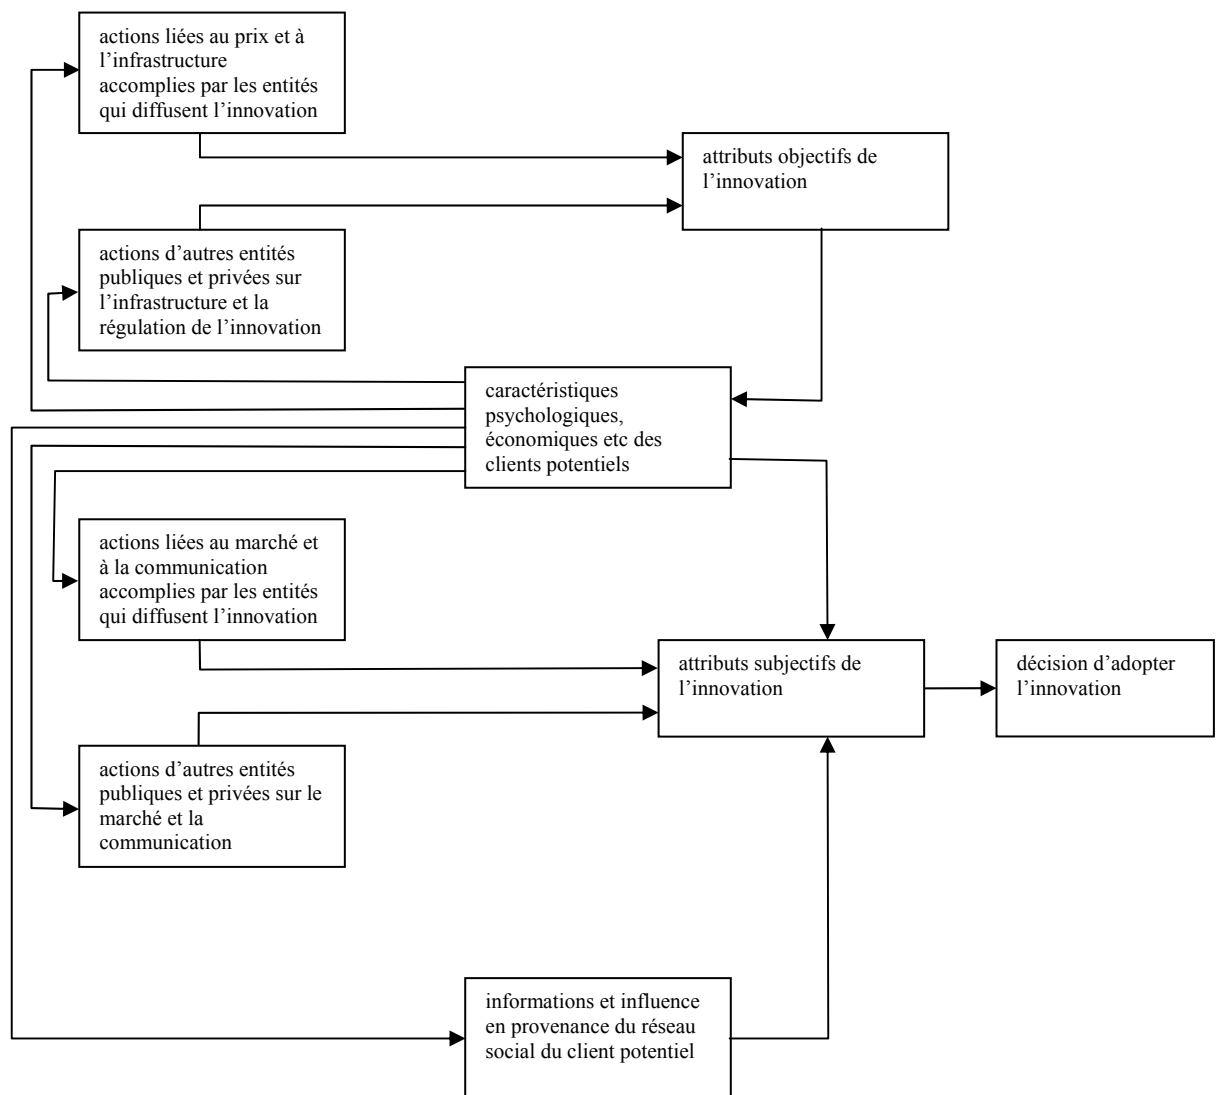 actions liées au prix et à
l’infrastructure
accomplies par les entités
qui diffusent l’innovation
attributs objectifs de
l’innovation
actions d’autres entités
publiques et privées sur
l’infrastructure et la
régulation de l’innovation
caractéristiques
psychologiques,
économiques etc des
clients potentiels
actions liées au marché et
à la communication
accomplies par les entités
qui diffusent l’innovation
attributs subjectifs de
l’innovation
décision d’adopter
l’innovation
actions d’autres entités
publiques et privées sur le
marché et la
communication
informations et influence
en provenance du réseau
social du client potentiel